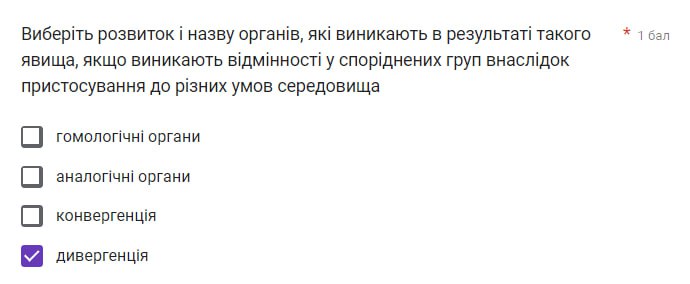 Виберіть розвиток і назву органів, які виникають в результаті такого * 1 бал
явища, якщо виникають відмінності у споріднених груп внаслідок
пристосування до різних умов середовища
гомологічні органи
аналогічні органи
конвергенція
дивергенція